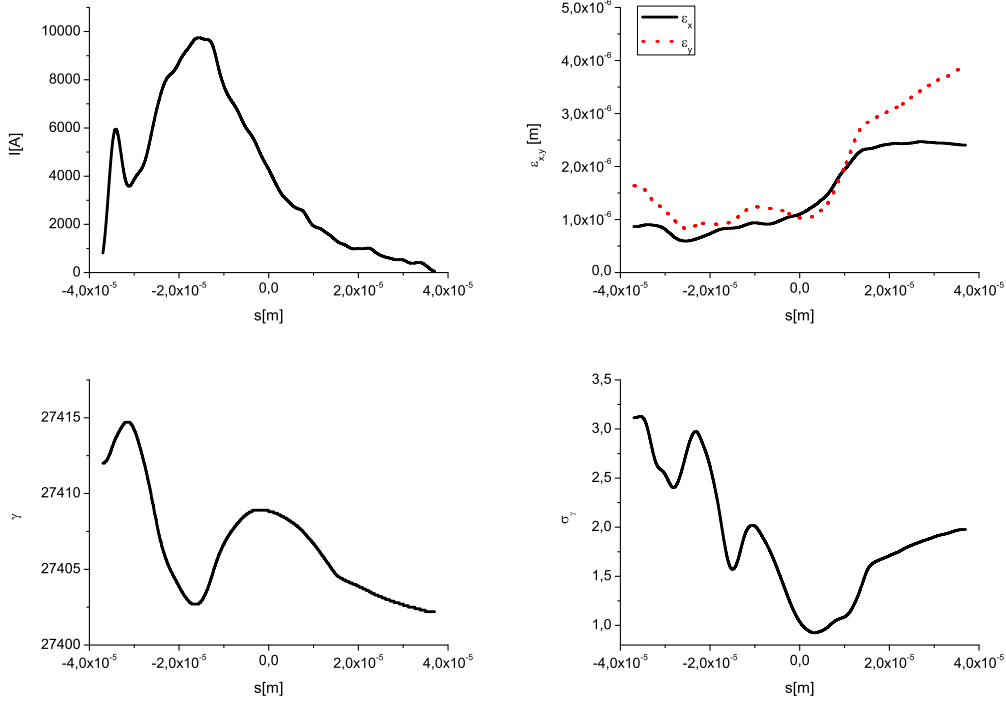 10000
8000
6000
4000
2000
0
I[A]
-4,0x10⁻⁵ -2,0x10⁻⁵ 0,0 2,0x10⁻⁵ 4,0x10⁻⁵
s[m]
5,0x10⁻⁶
4,0x10⁻⁶
3,0x10⁻⁶
2,0x10⁻⁶
1,0x10⁻⁶
0,0
εx,y [m]
εx
εy
-4,0x10⁻⁵ -2,0x10⁻⁵ 0,0 2,0x10⁻⁵ 4,0x10⁻⁵
s[m]
27415
27410
27405
27400
γ
-4,0x10⁻⁵ -2,0x10⁻⁵ 0,0 2,0x10⁻⁵ 4,0x10⁻⁵
s[m]
3,5
3,0
2,5
2,0
1,5
1,0
σγ
-4,0x10⁻⁵ -2,0x10⁻⁵ 0,0 2,0x10⁻⁵ 4,0x10⁻⁵
s[m]